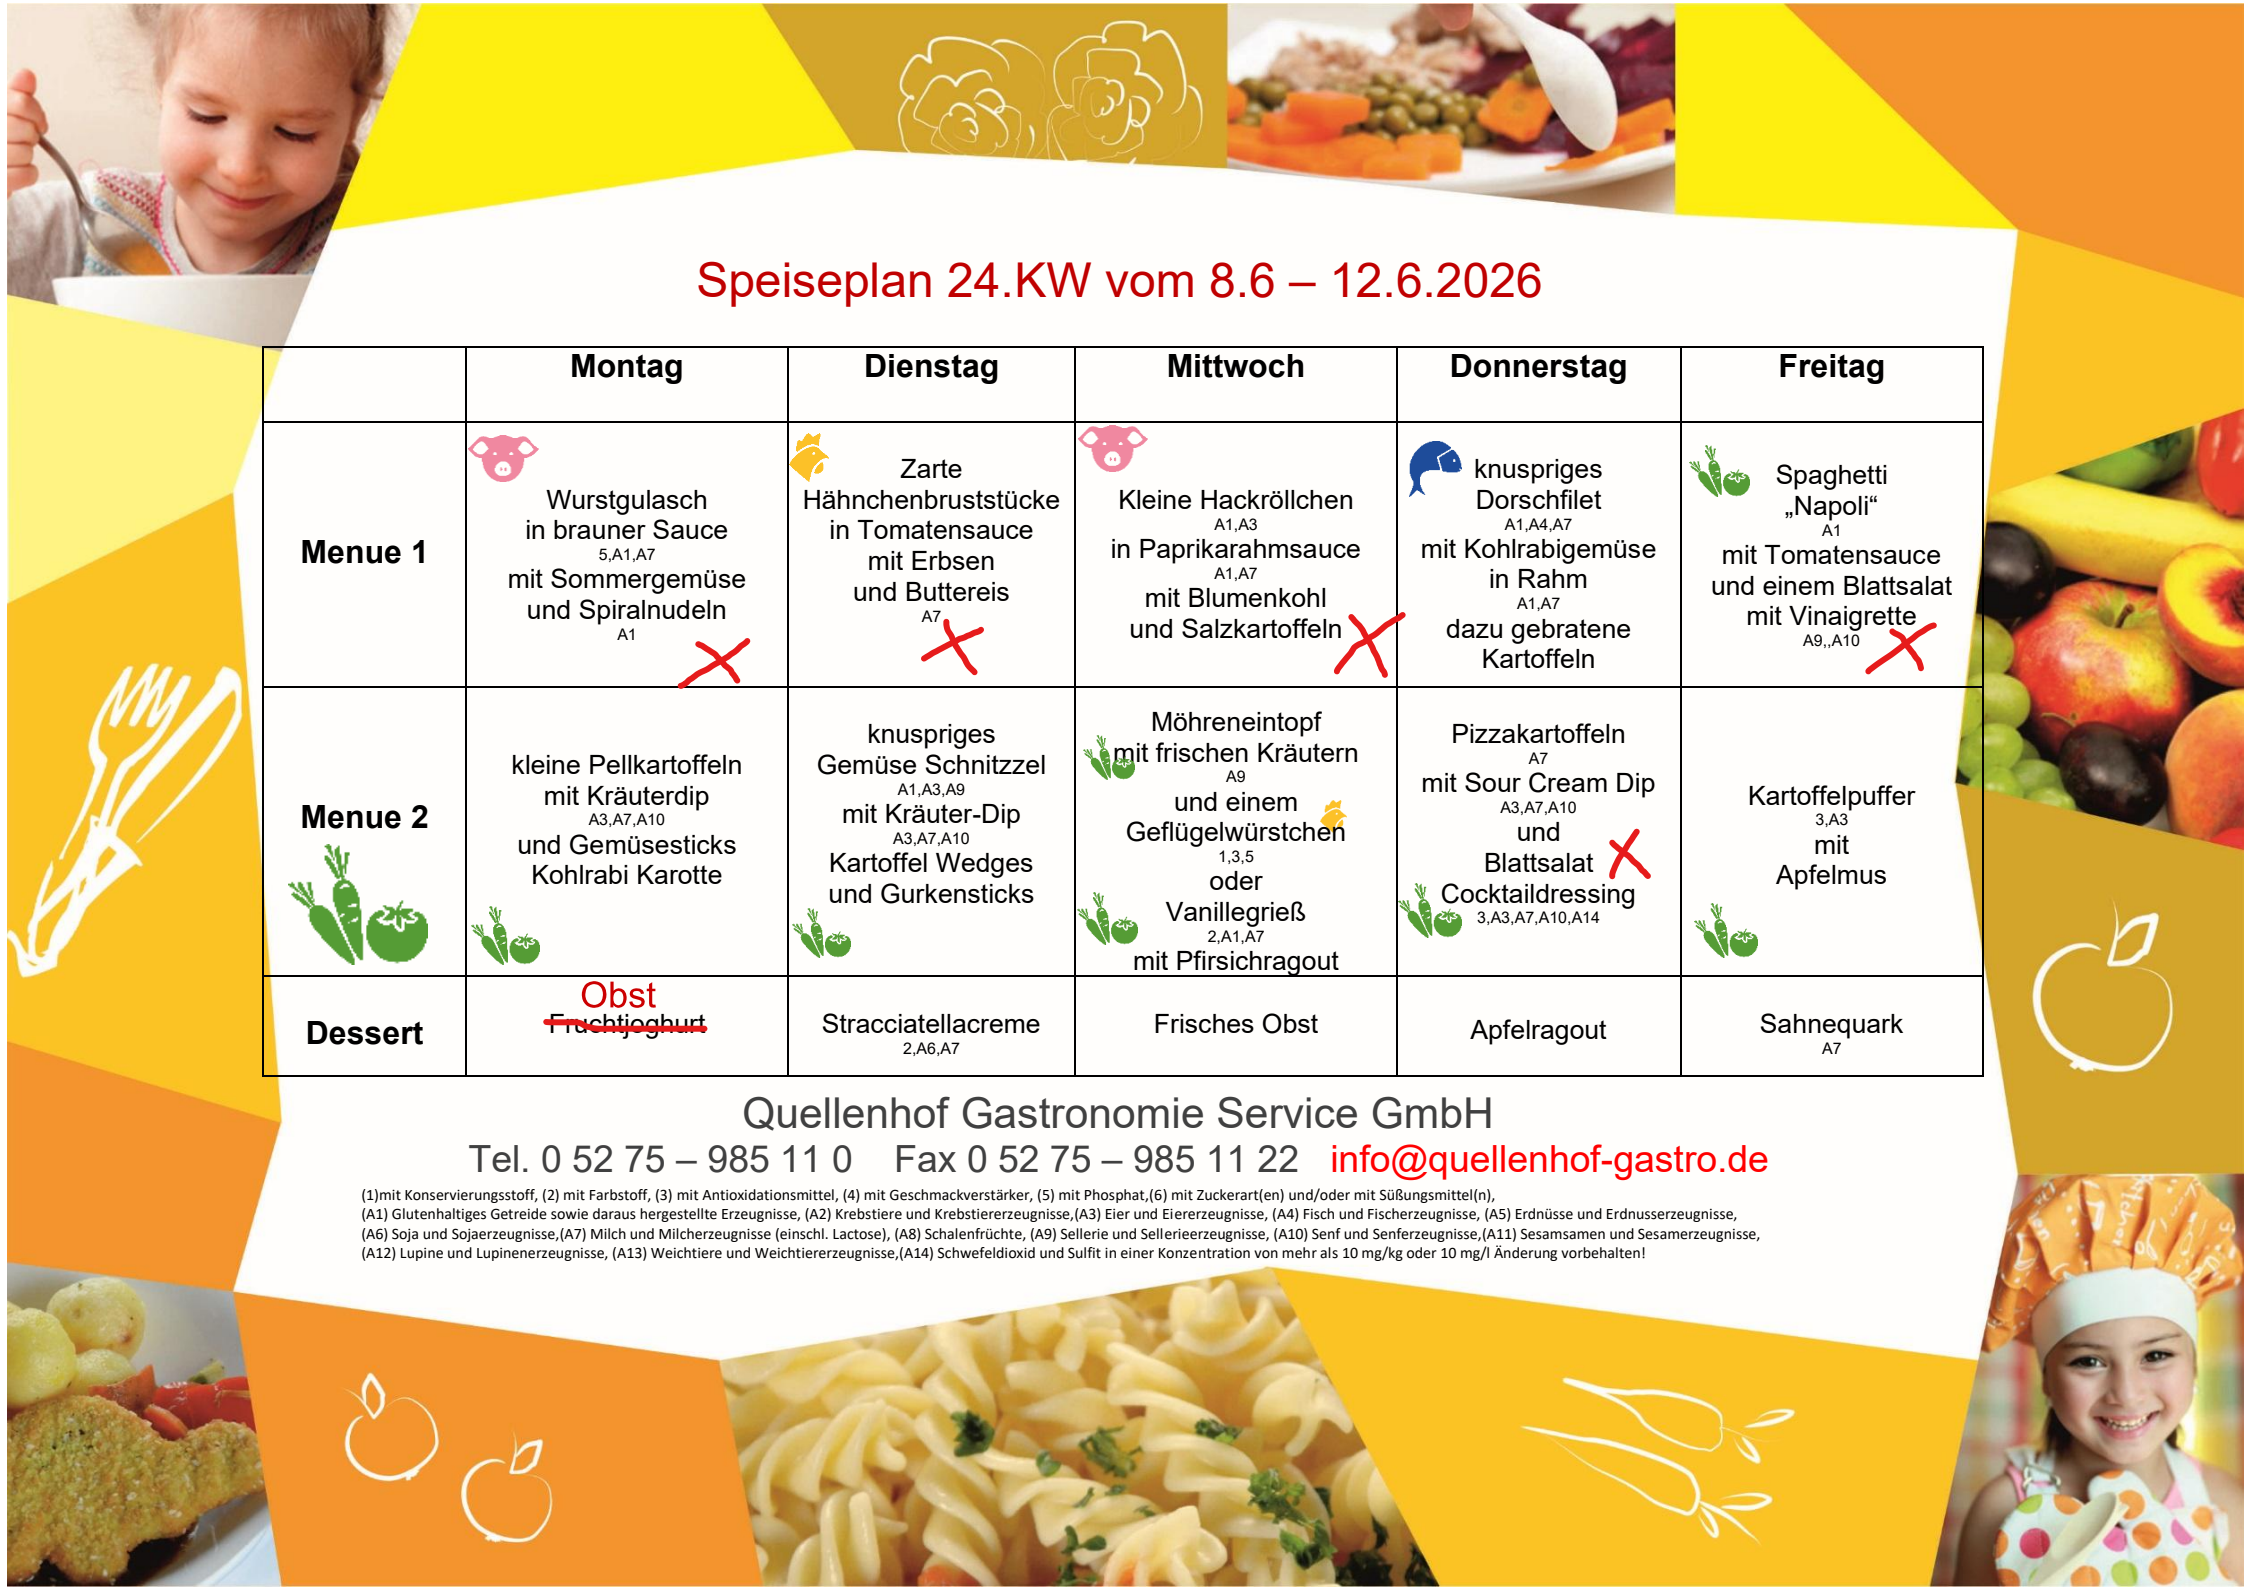 Speiseplan 24.KW vom 8.6 – 12.6.2026
Montag
Dienstag
Mittwoch
Donnerstag
Freitag
Menue 1
Wurstgulasch
in brauner Sauce
5,A1,A7
mit Sommergemüse
und Spiralnudeln
A1
Zarte
Hähnchenbruststücke
in Tomatensauce
mit Erbsen
und Buttereis
A7
Kleine Hackröllchen
A1,A3
in Paprikarahmsauce
A1,A7
mit Blumenkohl
und Salzkartoffeln
knuspriges
Dorschfilet
A1,A4,A7
mit Kohlrabigemüse
in Rahm
A1,A7
dazu gebratene
Kartoffeln
Spaghetti
„Napoli“
A1
mit Tomatensauce
und einem Blattsalat
mit Vinaigrette
A9,,A10
Menue 2
kleine Pellkartoffeln
mit Kräuterdip
A3,A7,A10
und Gemüsesticks
Kohlrabi Karotte
knuspriges
Gemüse Schnitzzel
A1,A3,A9
mit Kräuter-Dip
A3,A7,A10
Kartoffel Wedges
und Gurkensticks
Möhreneintopf
mit frischen Kräutern
A9
und einem
Geflügelwürstchen
1,3,5
oder
Vanillegrieß
2,A1,A7
mit Pfirsichragout
Pizzakartoffeln
A7
mit Sour Cream Dip
A3,A7,A10
und
Blattsalat
Cocktaildressing
3,A3,A7,A10,A14
Kartoffelpuffer
3,A3
mit
Apfelmus
Dessert
Obst
Fruchtjoghurt
Stracciatellacreme
2,A6,A7
Frisches Obst
Apfelragout
Sahnequark
A7
Quellenhof Gastronomie Service GmbH
Tel. 0 52 75 – 985 11 0 Fax 0 52 75 – 985 11 22 info@quellenhof-gastro.de
(1)mit Konservierungsstoff, (2) mit Farbstoff, (3) mit Antioxidationsmittel, (4) mit Geschmackverstärker, (5) mit Phosphat,(6) mit Zuckerart(en) und/oder mit Süßungsmittel(n),
(A1) Glutenhaltiges Getreide sowie daraus hergestellte Erzeugnisse, (A2) Krebstiere und Krebstiererzeugnisse,(A3) Eier und Eiererzeugnisse, (A4) Fisch und Fischerzeugnisse, (A5) Erdnüsse und Erdnusserzeugnisse,
(A6) Soja und Sojaerzeugnisse,(A7) Milch und Milcherzeugnisse (einschl. Lactose), (A8) Schalenfrüchte, (A9) Sellerie und Sellerieerzeugnisse, (A10) Senf und Senferzeugnisse,(A11) Sesamsamen und Sesamerzeugnisse,
(A12) Lupine und Lupinenerzeugnisse, (A13) Weichtiere und Weichtiererzeugnisse,(A14) Schwefeldioxid und Sulfit in einer Konzentration von mehr als 10 mg/kg oder 10 mg/l Änderung vorbehalten!